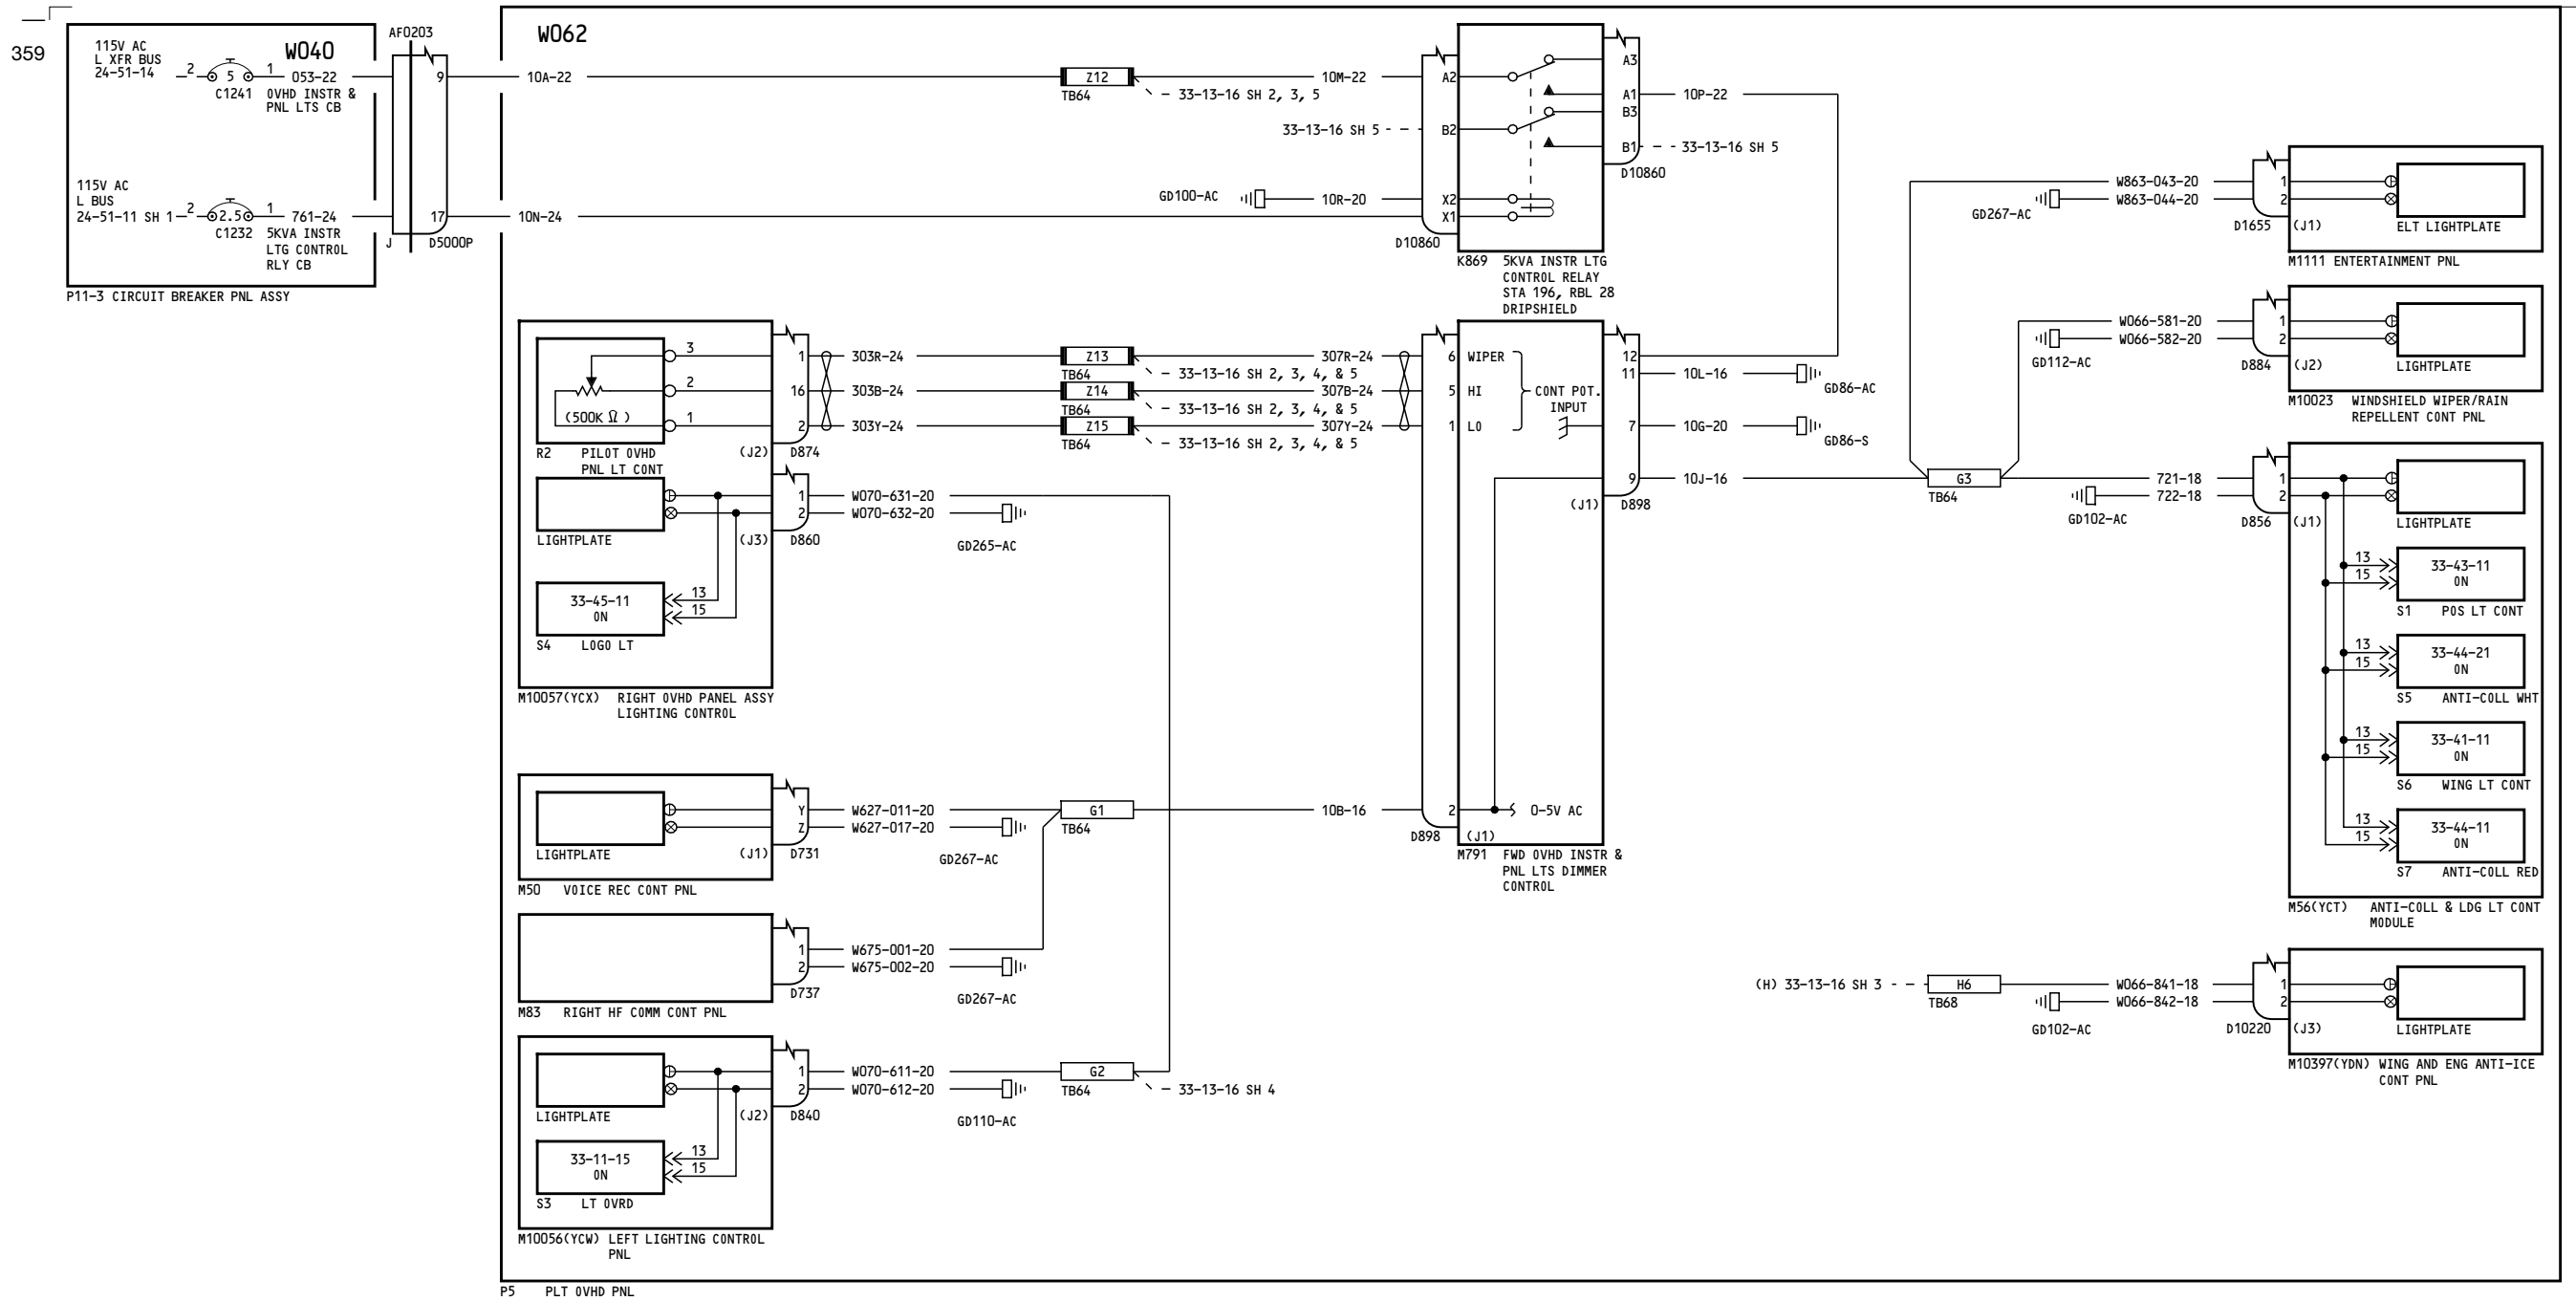 359
115V AC
L XFR BUS
24-51-14
W040
2
5
1
053-22
C1241
OVHD INSTR &
PNL LTS CB
115V AC
L BUS
24-51-11 SH 1
2
2.5
1
761-24
C1232
5KVA INSTR
LTG CONTROL
RLY CB
P11-3 CIRCUIT BREAKER PNL ASSY
AF0203
9
17
J
D5000P
W062
10A-22
Z12
TB64
33-13-16 SH 2, 3, 5
10M-22
A2
33-13-16 SH 5
B2
GD100-AC
10R-20
X2
10N-24
X1
D10860
A3
A1
10P-22
B3
B1
33-13-16 SH 5
D10860
K869 5KVA INSTR LTG
CONTROL RELAY
STA 196, RBL 28
DRIPSHIELD
3
2
1
(500K Ω )
R2 PILOT OVHD
PNL LT CONT
1
16
2
(J2)
D874
303R-24
303B-24
303Y-24
Z13
TB64
33-13-16 SH 2, 3, 4, & 5
Z14
TB64
33-13-16 SH 2, 3, 4, & 5
Z15
TB64
33-13-16 SH 2, 3, 4, & 5
307R-24
307B-24
307Y-24
6 WIPER
5 HI
1 LO
CONT POT.
INPUT
12
11
10L-16
GD86-AC
7
10G-20
GD86-S
9
10J-16
(J1)
D898
LIGHTPLATE
1
2
(J3)
D860
W070-631-20
W070-632-20
GD265-AC
33-45-11
ON
13
15
S4 LOGO LT
M10057(YCX) RIGHT OVHD PANEL ASSY
LIGHTING CONTROL
LIGHTPLATE
Y
Z
(J1)
D731
W627-011-20
W627-017-20
GD267-AC
G1
TB64
10B-16
2
D898
(J1)
0-5V AC
M791 FWD OVHD INSTR &
PNL LTS DIMMER
CONTROL
M50 VOICE REC CONT PNL
1
2
D737
W675-001-20
W675-002-20
GD267-AC
M83 RIGHT HF COMM CONT PNL
LIGHTPLATE
1
2
(J2)
D840
W070-611-20
W070-612-20
GD110-AC
G2
TB64
33-13-16 SH 4
33-11-15
ON
13
15
S3 LT OVRD
M10056(YCW) LEFT LIGHTING CONTROL
PNL
P5 PLT OVHD PNL
W863-043-20
W863-044-20
GD267-AC
1
2
D1655
(J1)
ELT LIGHTPLATE
M1111 ENTERTAINMENT PNL
W066-581-20
W066-582-20
GD112-AC
1
2
D884
(J2)
LIGHTPLATE
M10023 WINDSHIELD WIPER/RAIN
REPELLENT CONT PNL
G3
TB64
721-18
722-18
GD102-AC
1
2
D856
(J1)
LIGHTPLATE
13
15
33-43-11
ON
S1 POS LT CONT
13
15
33-44-21
ON
S5 ANTI-COLL WHT
13
15
33-41-11
ON
S6 WING LT CONT
13
15
33-44-11
ON
S7 ANTI-COLL RED
M56(YCT) ANTI-COLL & LDG LT CONT
MODULE
(H) 33-13-16 SH 3
H6
TB68
W066-841-18
W066-842-18
GD102-AC
1
2
D10220
(J3)
LIGHTPLATE
M10397(YDN) WING AND ENG ANTI-ICE
CONT PNL